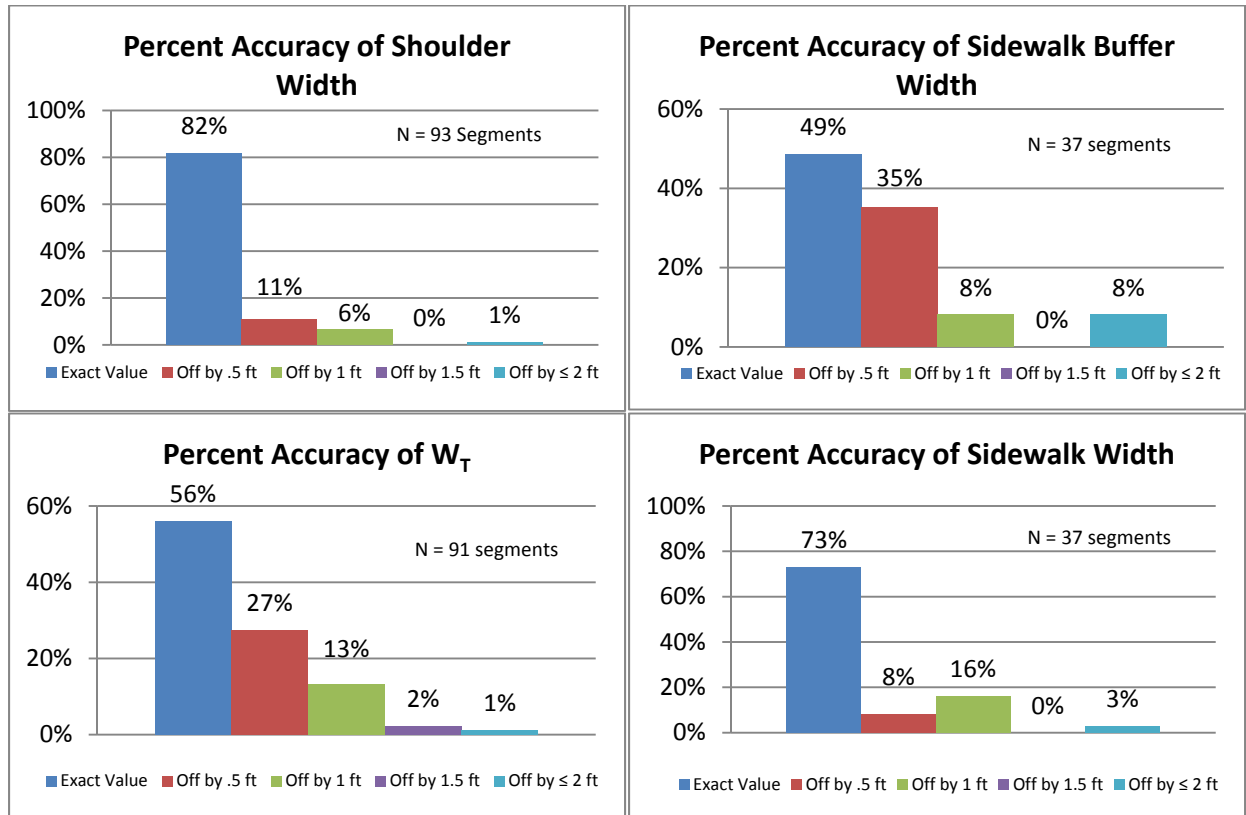 Percent Accuracy of Shoulder
Width
100%
80%
60%
40%
20%
0%
82%
11%
6%
0%
1%
N = 93 Segments
Exact Value Off by .5 ft Off by 1 ft Off by 1.5 ft Off by ≤ 2 ft
Percent Accuracy of Sidewalk Buffer
Width
60%
40%
20%
0%
49%
35%
8%
0%
8%
N = 37 segments
Exact Value Off by .5 ft Off by 1 ft Off by 1.5 ft Off by ≤ 2 ft
Percent Accuracy of WT
60%
40%
20%
0%
56%
27%
13%
2%
1%
N = 91 segments
Exact Value Off by .5 ft Off by 1 ft Off by 1.5 ft Off by ≤ 2 ft
Percent Accuracy of Sidewalk Width
100%
80%
60%
40%
20%
0%
73%
8%
16%
0%
3%
N = 37 segments
Exact Value Off by .5 ft Off by 1 ft Off by 1.5 ft Off by ≤ 2 ft